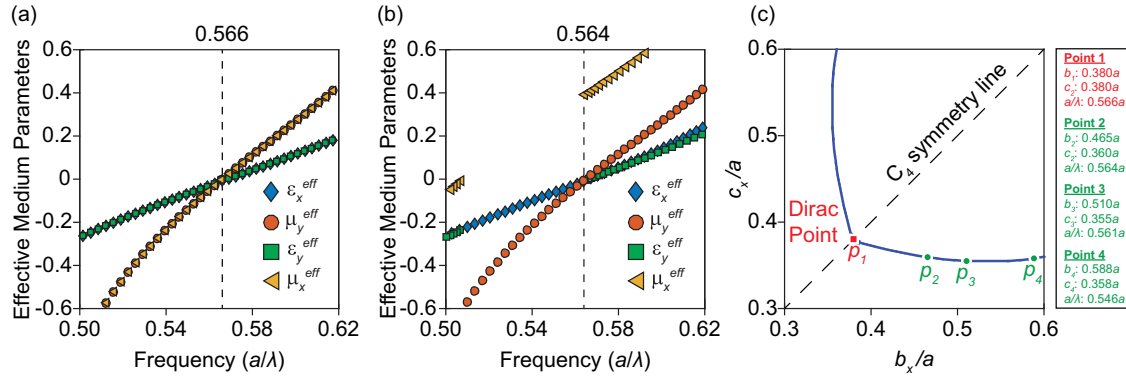 (a)
0.566
0.6
0.4
0.2
0
-0.2
-0.4
-0.6
Effective Medium Parameters
ε_x^eff
μ_y^eff
ε_y^eff
μ_x^eff
0.50
0.54
0.58
0.62
Frequency (a/λ)
(b)
0.564
0.6
0.4
0.2
0
-0.2
-0.4
-0.6
Effective Medium Parameters
ε_x^eff
μ_y^eff
ε_y^eff
μ_x^eff
0.50
0.54
0.58
0.62
Frequency (a/λ)
(c)
0.6
0.5
0.4
0.3
c_x/a
C_4 symmetry line
Dirac
Point
p_1
p_2
p_3
p_4
0.3
0.4
0.5
0.6
b_x/a
Point 1
b_1: 0.380a
c_2: 0.380a
a/λ: 0.566a
Point 2
b_2: 0.465a
c_2: 0.360a
a/λ: 0.564a
Point 3
b_3: 0.510a
c_3: 0.355a
a/λ: 0.561a
Point 4
b_4: 0.588a
c_4: 0.358a
a/λ: 0.546a